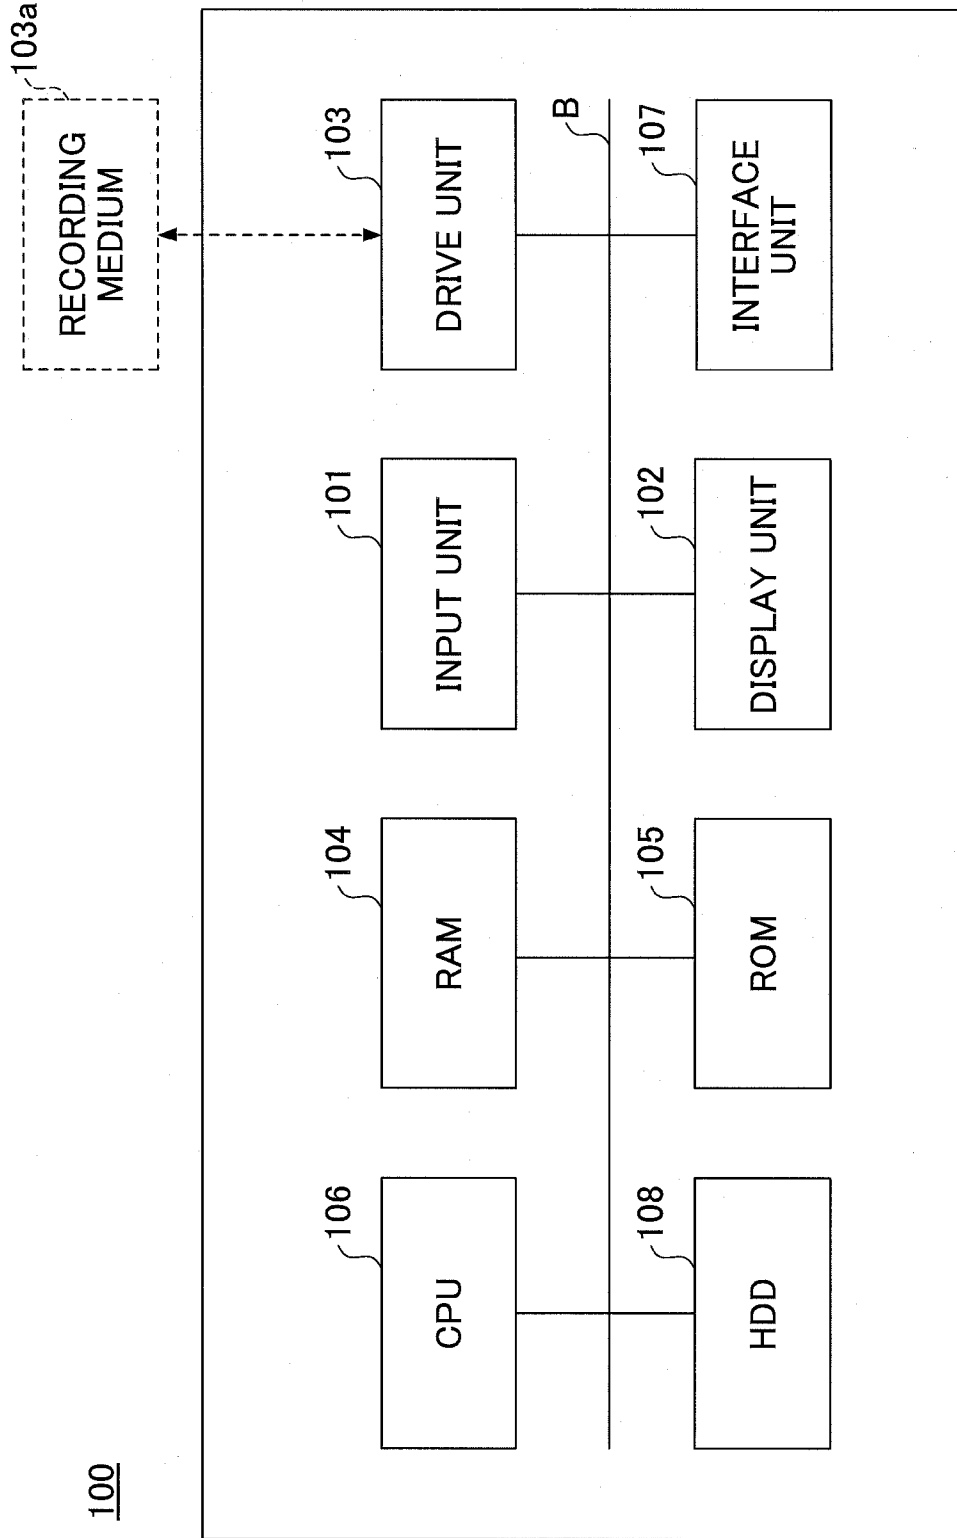 100
106
CPU
104
RAM
101
INPUT UNIT
103
DRIVE UNIT
103a
RECORDING
MEDIUM
B
108
HDD
105
ROM
102
DISPLAY UNIT
107
INTERFACE
UNIT